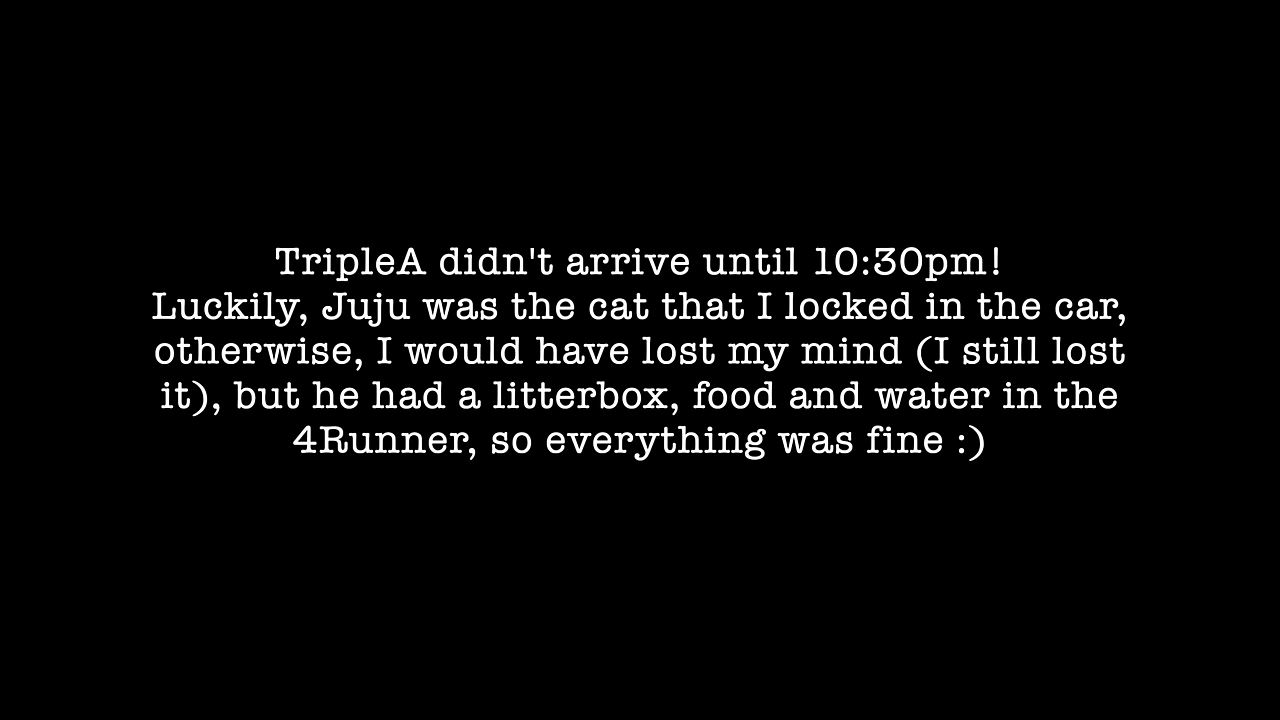 TripleA didn't arrive until 10:30pm!
Luckily, Juju was the cat that I locked in the car,
otherwise, I would have lost my mind (I still lost
it), but he had a litterbox, food and water in the
4Runner, so everything was fine :)